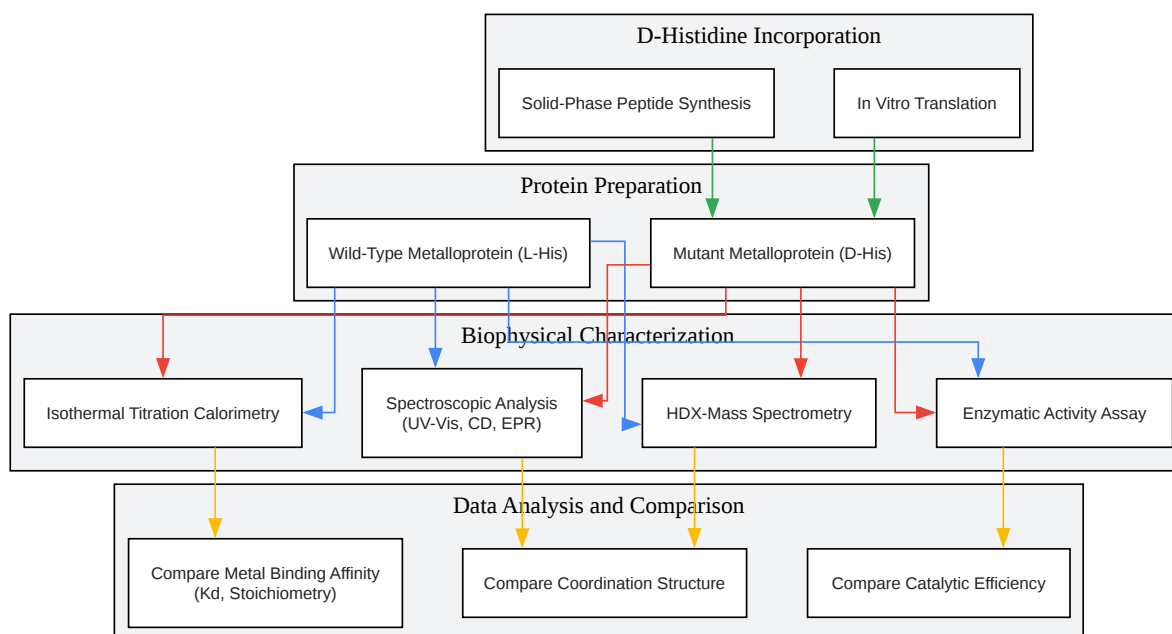 D-Histidine Incorporation
Solid-Phase Peptide Synthesis
In Vitro Translation
Protein Preparation
Wild-Type Metalloprotein (L-His)
Mutant Metalloprotein (D-His)
Biophysical Characterization
Isothermal Titration Calorimetry
Spectroscopic Analysis
(UV-Vis, CD, EPR)
HDX-Mass Spectrometry
Enzymatic Activity Assay
Data Analysis and Comparison
Compare Metal Binding Affinity
(Kd, Stoichiometry)
Compare Coordination Structure
Compare Catalytic Efficiency